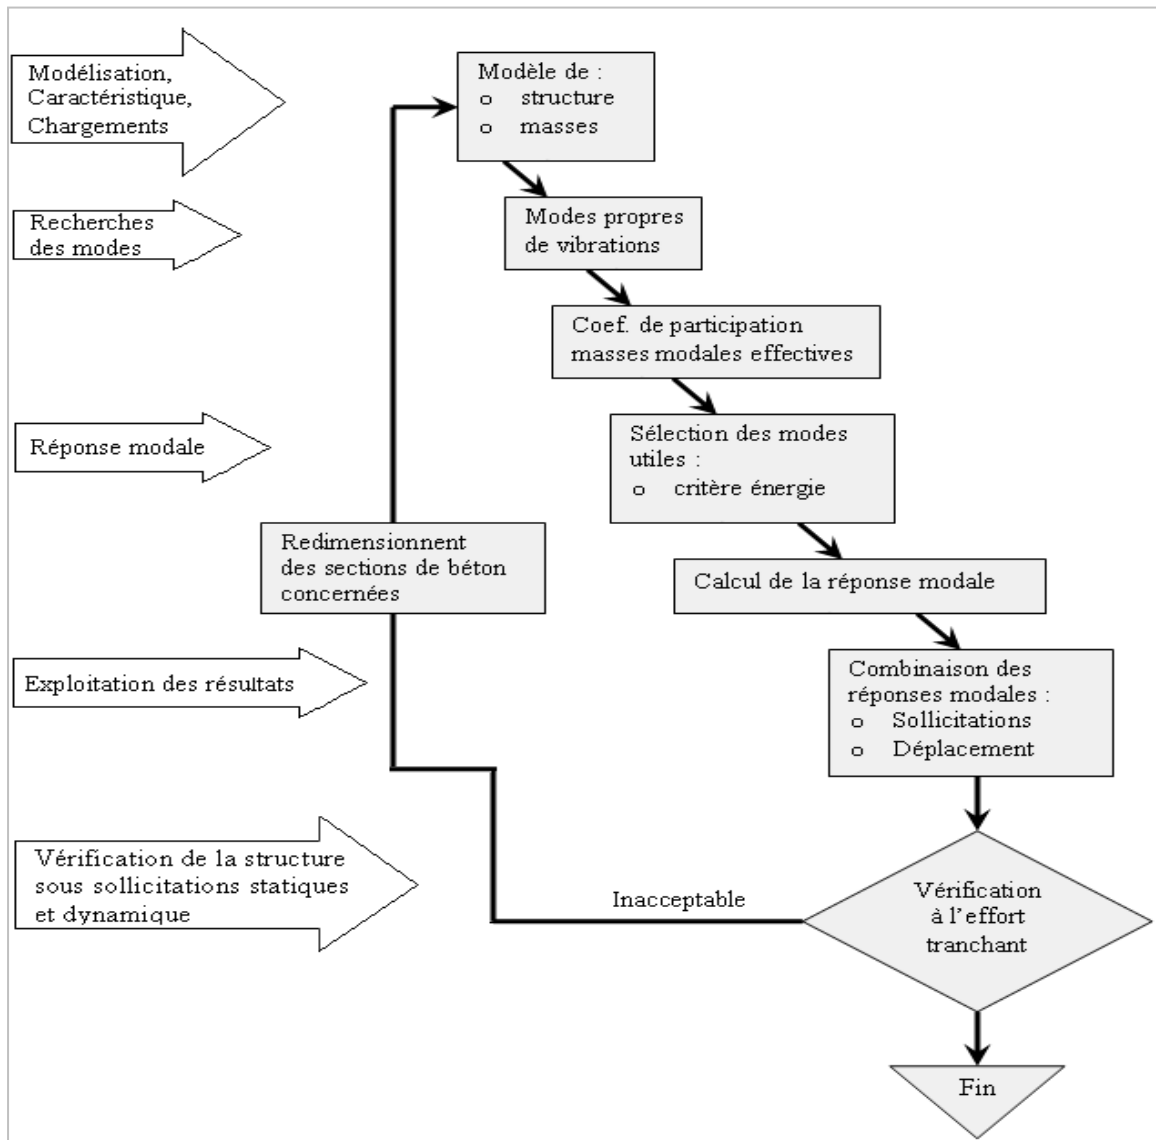 Modélisation,
Caractéristique,
Chargements
Modèle de :
o structure
o masses
Recherches
des modes
Modes propres
de vibrations
Coef. de participation
masses modales effectives
Réponse modale
Sélection des modes
utiles :
o critère énergie
Redimensionnent
des sections de béton
concernées
Calcul de la réponse modale
Exploitation des résultats
Combinaison des
réponses modales :
o Sollicitations
o Déplacement
Vérification de la structure
sous sollicitations statiques
et dynamique
Inacceptable
Vérification
à l'effort
tranchant
Fin